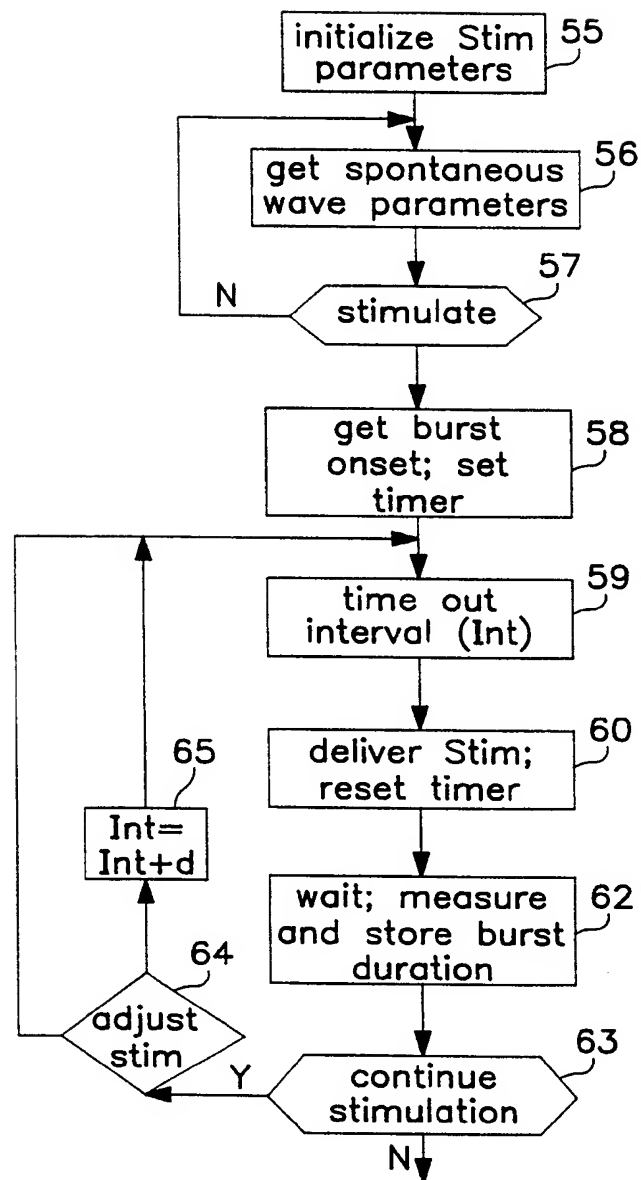 initialize Stim
parameters
55
get spontaneous
wave parameters
56
N
stimulate
57
get burst
onset; set
timer
58
time out
interval (Int)
59
deliver Stim;
reset timer
60
65
Int=
Int+d
wait; measure
and store burst
duration
62
64
adjust
stim
Y
continue
stimulation
63
N